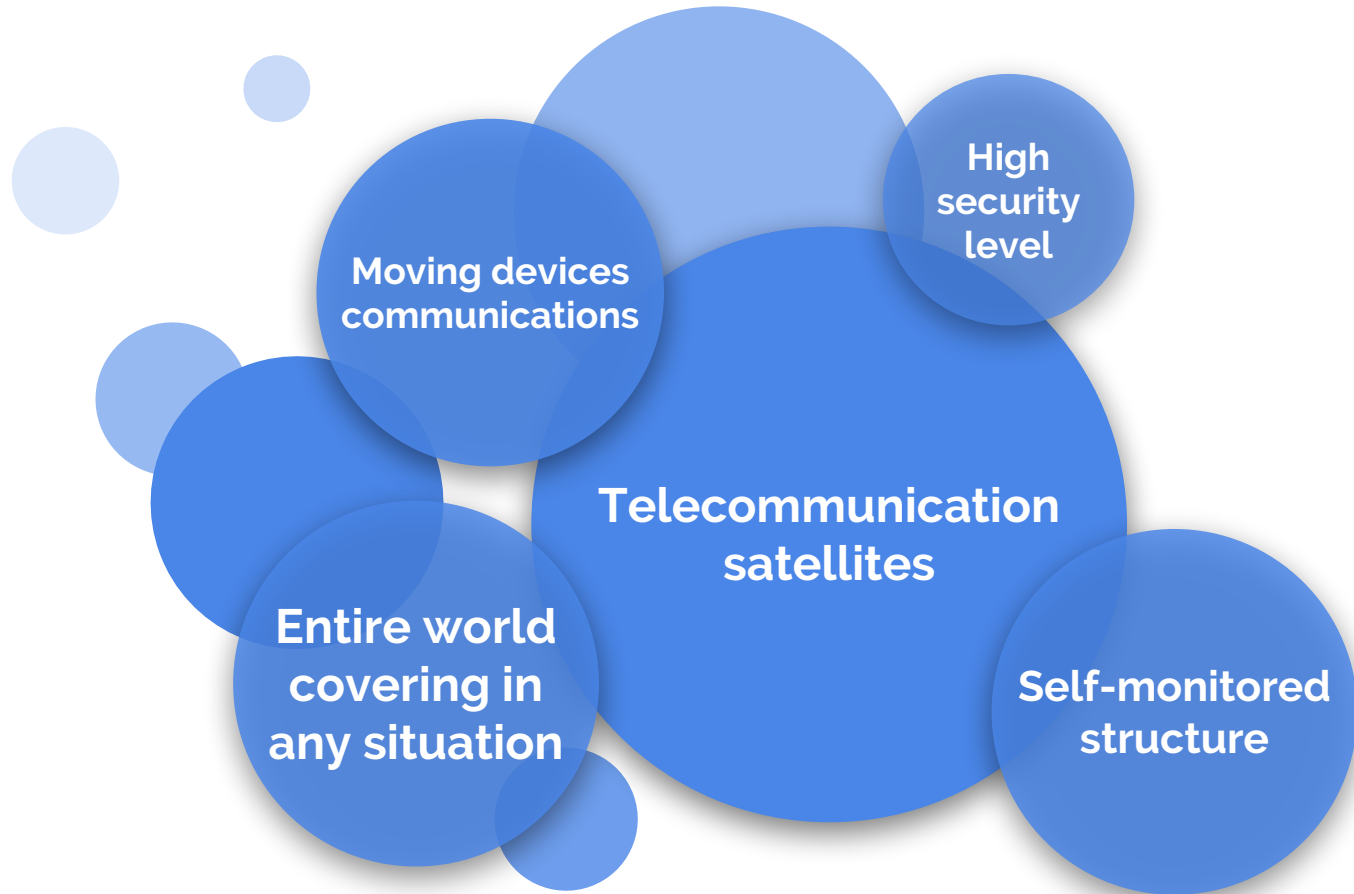 High
security
level
Moving devices
communications
Telecommunication
satellites
Entire world
covering in
any situation
Self-monitored
structure